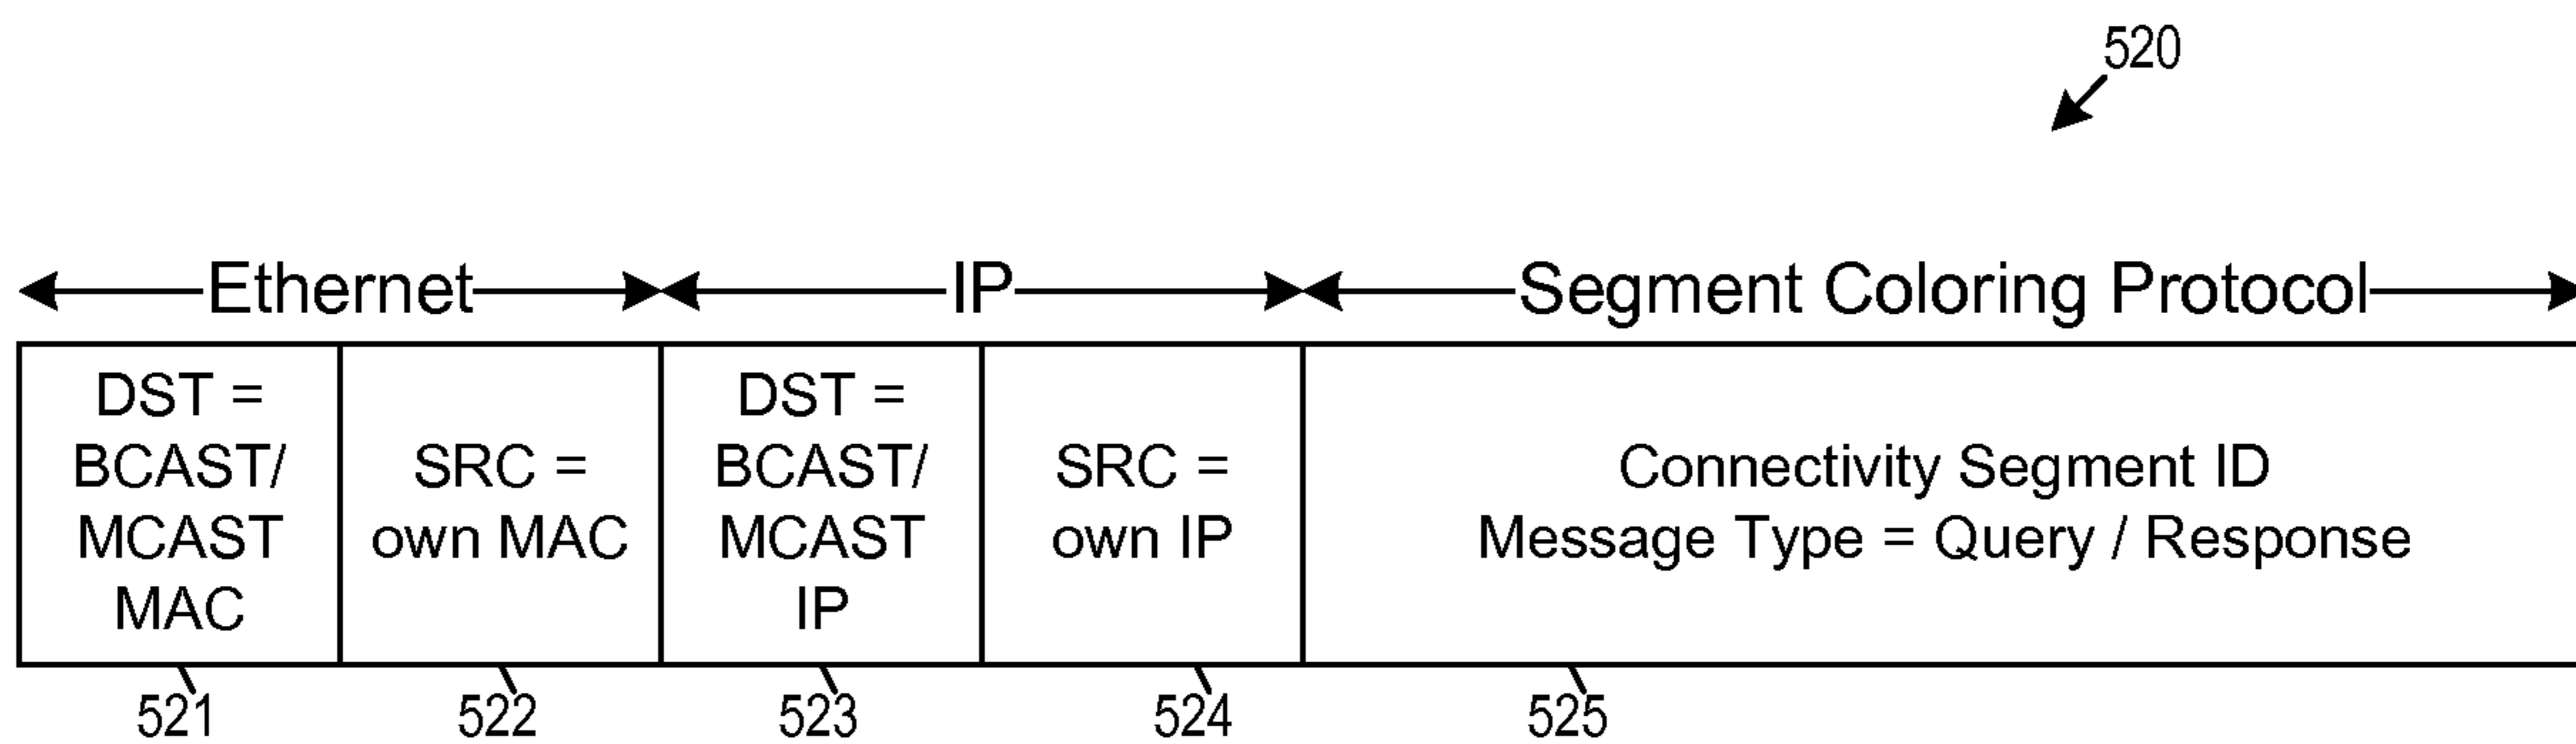 520
Ethernet IP Segment Coloring Protocol
DST =
BCAST/
MCAST
MAC
SRC =
own MAC
DST =
BCAST/
MCAST
IP
SRC =
own IP
Connectivity Segment ID
Message Type = Query / Response
521 522 523 524 525